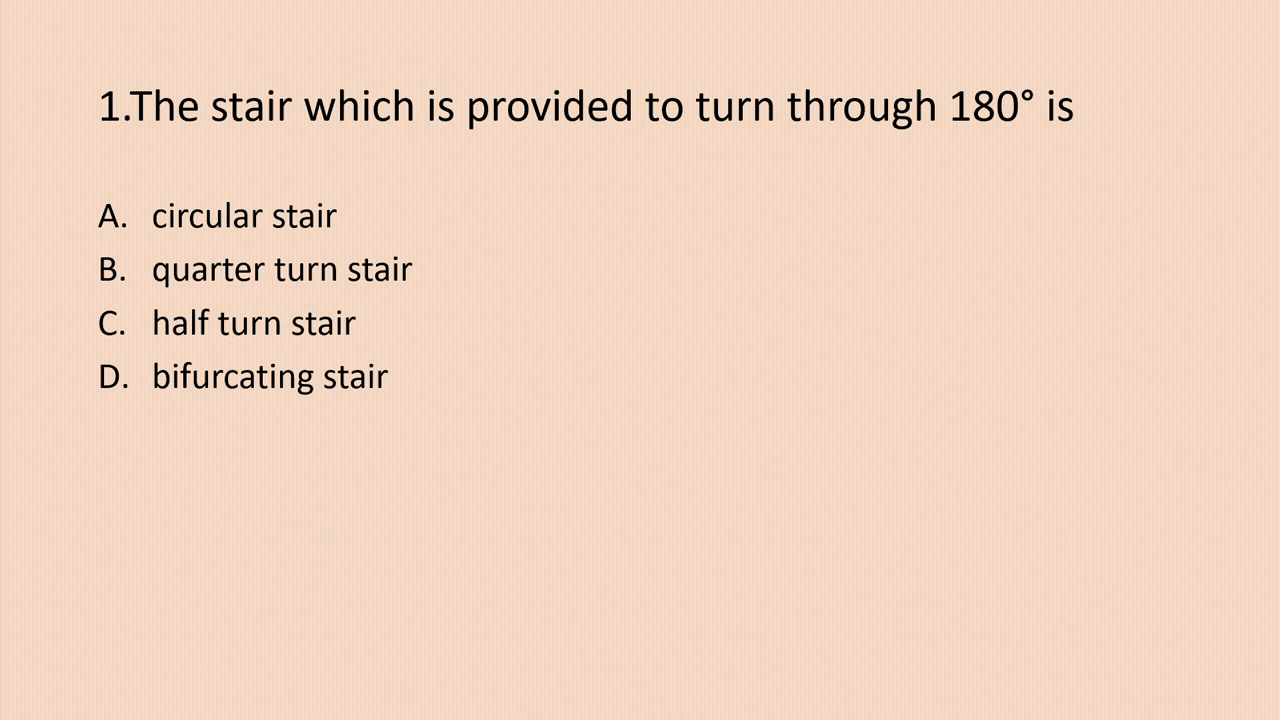 1.The stair which is provided to turn through 180° is
A. circular stair
B. quarter turn stair
C. half turn stair
D. bifurcating stair